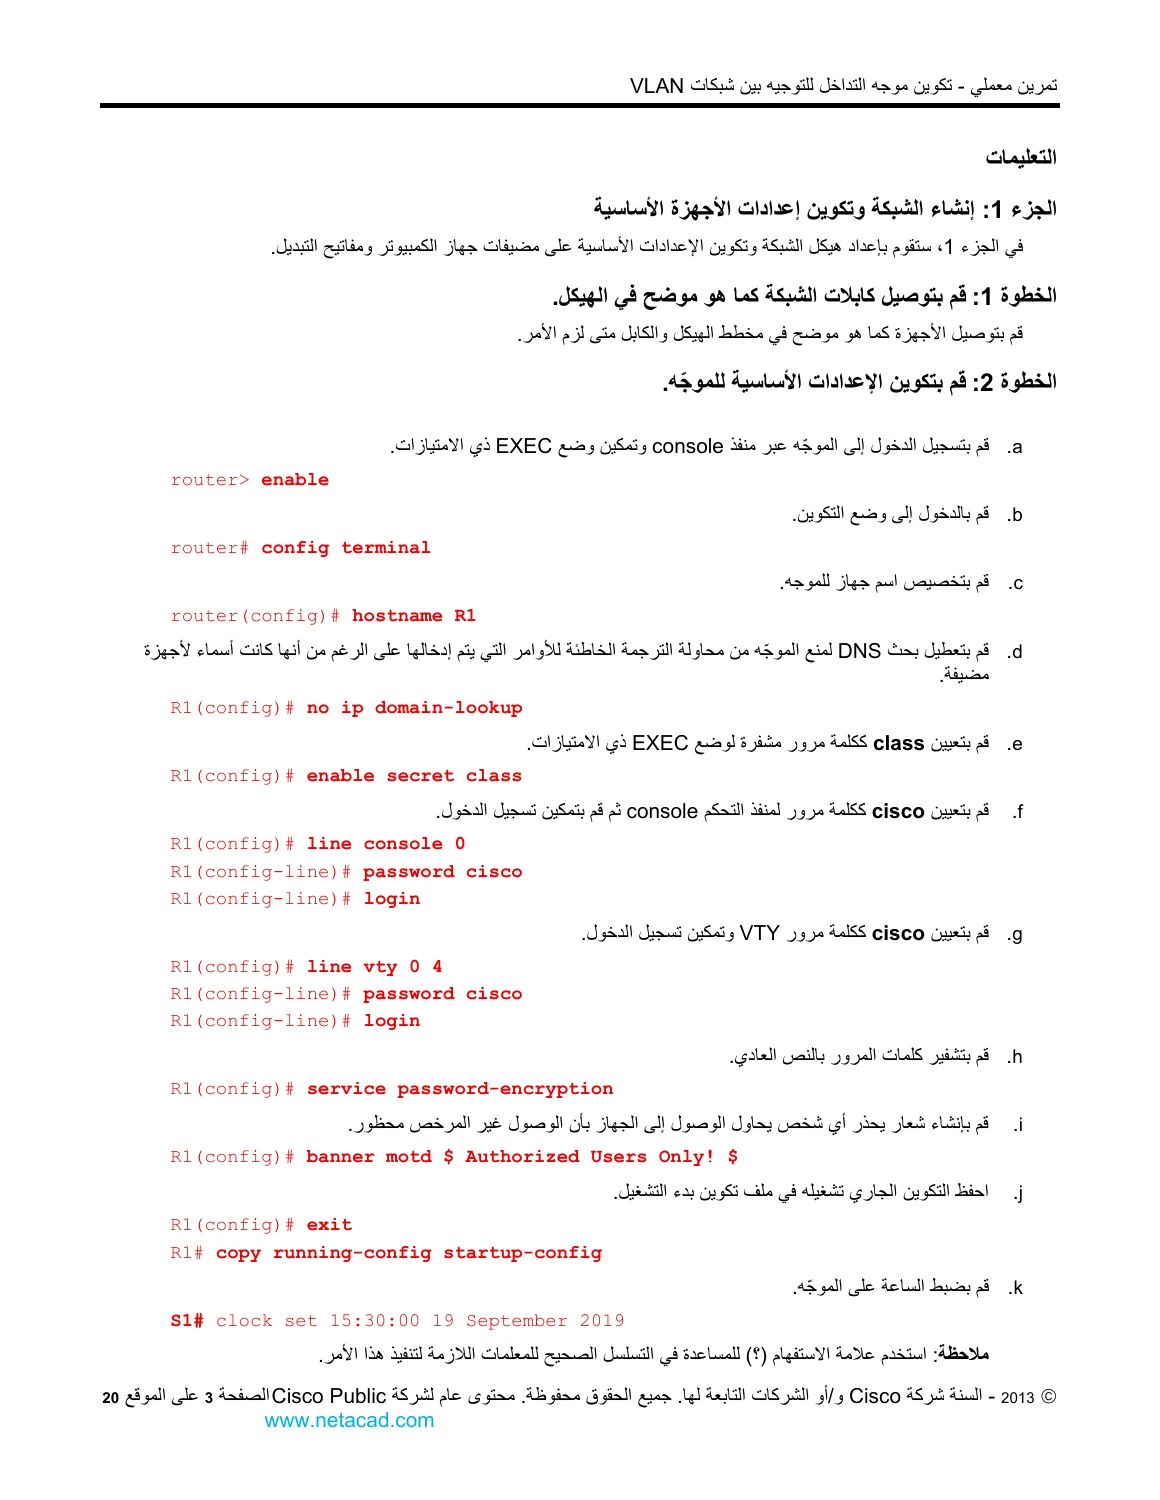 تمرين معملي - تكوين موجه التداخل للتوجيه بين شبكات VLAN
التعليمات
الجزء 1: إنشاء الشبكة وتكوين إعدادات الأجهزة الأساسية
في الجزء 1، ستقوم بإعداد هيكل الشبكة وتكوين الإعدادات الأساسية على مضيفات جهاز الكمبيوتر ومفاتيح التبديل.
الخطوة 1: قم بتوصيل كابلات الشبكة كما هو موضح في الهيكل.
قم بتوصيل الأجهزة كما هو موضح في مخطط الهيكل والكابل متى لزم الأمر.
الخطوة 2: قم بتكوين الإعدادات الأساسية للموجّه.
a. قم بتسجيل الدخول إلى الموجّه عبر منفذ console وتمكين وضع EXEC ذي الامتيازات.
router> enable
b. قم بالدخول إلى وضع التكوين.
router# config terminal
c. قم بتخصيص اسم جهاز للموجه.
router(config)# hostname R1
d. قم بتعطيل بحث DNS لمنع الموجّه من محاولة الترجمة الخاطئة للأوامر التي يتم إدخالها على الرغم من أنها كانت أسماء لأجهزة
مضيفة.
R1(config)# no ip domain-lookup
e. قم بتعيين class ككلمة مرور مشفرة لوضع EXEC ذي الامتيازات.
R1(config)# enable secret class
f. قم بتعيين cisco ككلمة مرور لمنفذ التحكم console ثم قم بتمكين تسجيل الدخول.
R1(config)# line console 0
R1(config-line)# password cisco
R1(config-line)# login
g. قم بتعيين cisco ككلمة مرور VTY وتمكين تسجيل الدخول.
R1(config)# line vty 0 4
R1(config-line)# password cisco
R1(config-line)# login
h. قم بتشفير كلمات المرور بالنص العادي.
R1(config)# service password-encryption
i. قم بإنشاء شعار يحذر أي شخص يحاول الوصول إلى الجهاز بأن الوصول غير المرخص محظور.
R1(config)# banner motd $ Authorized Users Only! $
j. احفظ التكوين الجاري تشغيله في ملف تكوين بدء التشغيل.
R1(config)# exit
R1# copy running-config startup-config
k. قم بضبط الساعة على الموجّه.
S1# clock set 15:30:00 19 September 2019
ملاحظة: استخدم علامة الاستفهام (؟) للمساعدة في التسلسل الصحيح للمعلمات اللازمة لتنفيذ هذا الأمر.
© 2013 - السنة شركة Cisco و/أو الشركات التابعة لها. جميع الحقوق محفوظة. محتوى عام لشركة Cisco Public الصفحة 3 على الموقع 20
www.netacad.com